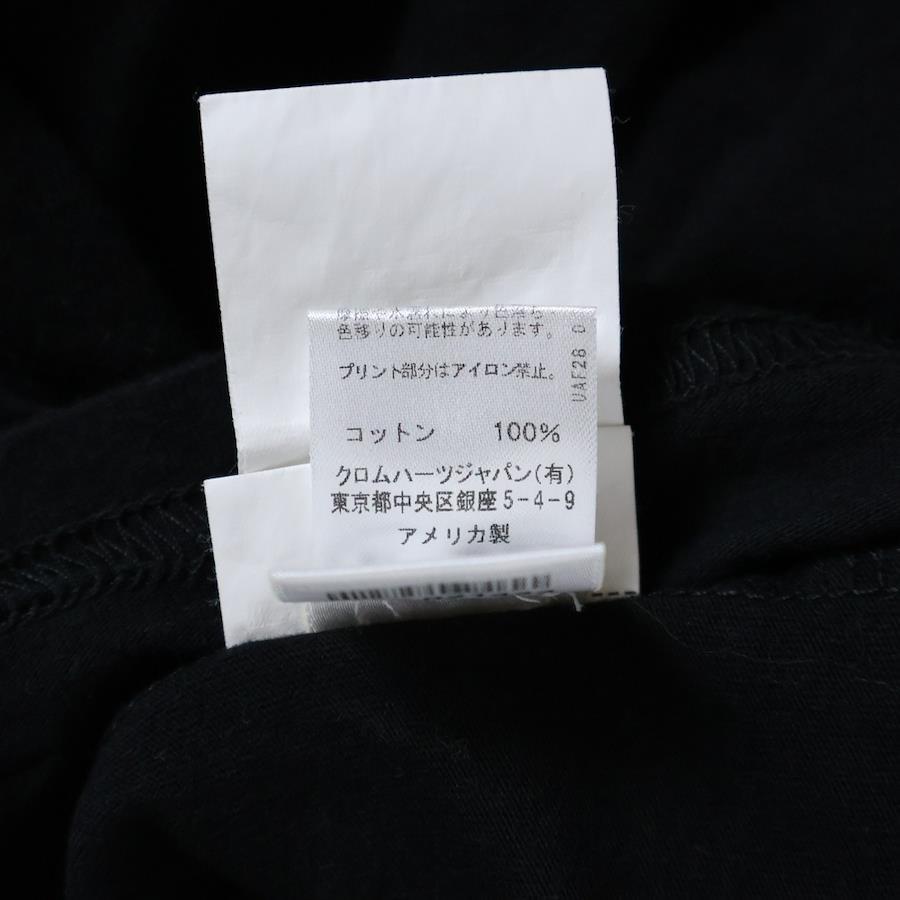 色移りの可能性があります。
プリント部分はアイロン禁止。
コットン 100%
クロムハーツジャパン(有)
東京都中央区銀座5-4-9
アメリカ製